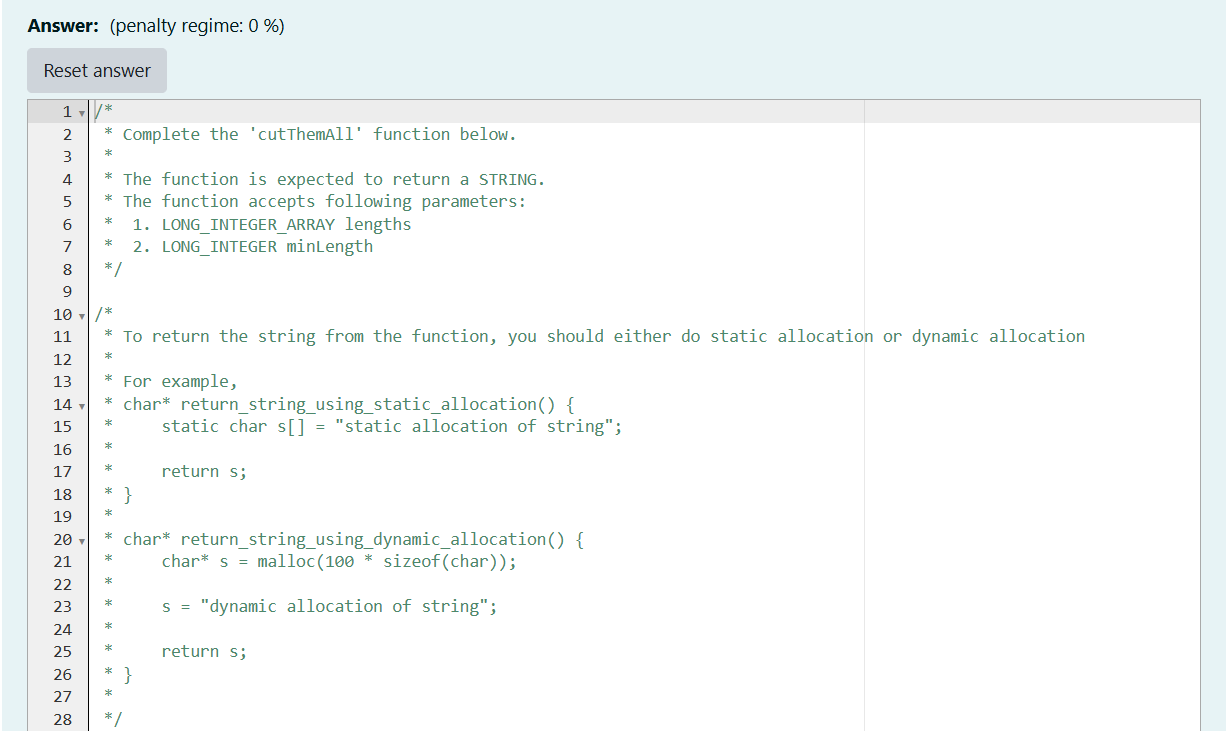 Answer: (penalty regime: 0 %)
Reset answer
1 /*
2 * Complete the 'cutThemAll' function below.
3 *
4 * The function is expected to return a STRING.
5 * The function accepts following parameters:
6 *  1. LONG_INTEGER_ARRAY lengths
7 *  2. LONG_INTEGER minLength
8 */
9
10 /*
11 * To return the string from the function, you should either do static allocation or dynamic allocation
12 *
13 * For example,
14 * char* return_string_using_static_allocation() {
15 *     static char s[] = "static allocation of string";
16 *
17 *     return s;
18 * }
19 *
20 * char* return_string_using_dynamic_allocation() {
21 *     char* s = malloc(100 * sizeof(char));
22 *
23 *     s = "dynamic allocation of string";
24 *
25 *     return s;
26 * }
27 *
28 */